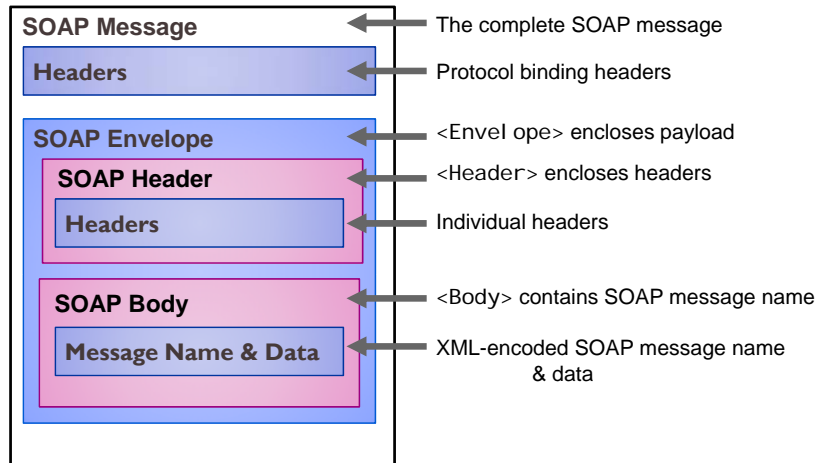 SOAP Message
The complete SOAP message
Headers
Protocol binding headers
SOAP Envelope
<Envel ope> encloses payload
SOAP Header
<Header> encloses headers
Headers
Individual headers
SOAP Body
<Body> contains SOAP message name
Message Name & Data
XML-encoded SOAP message name
& data